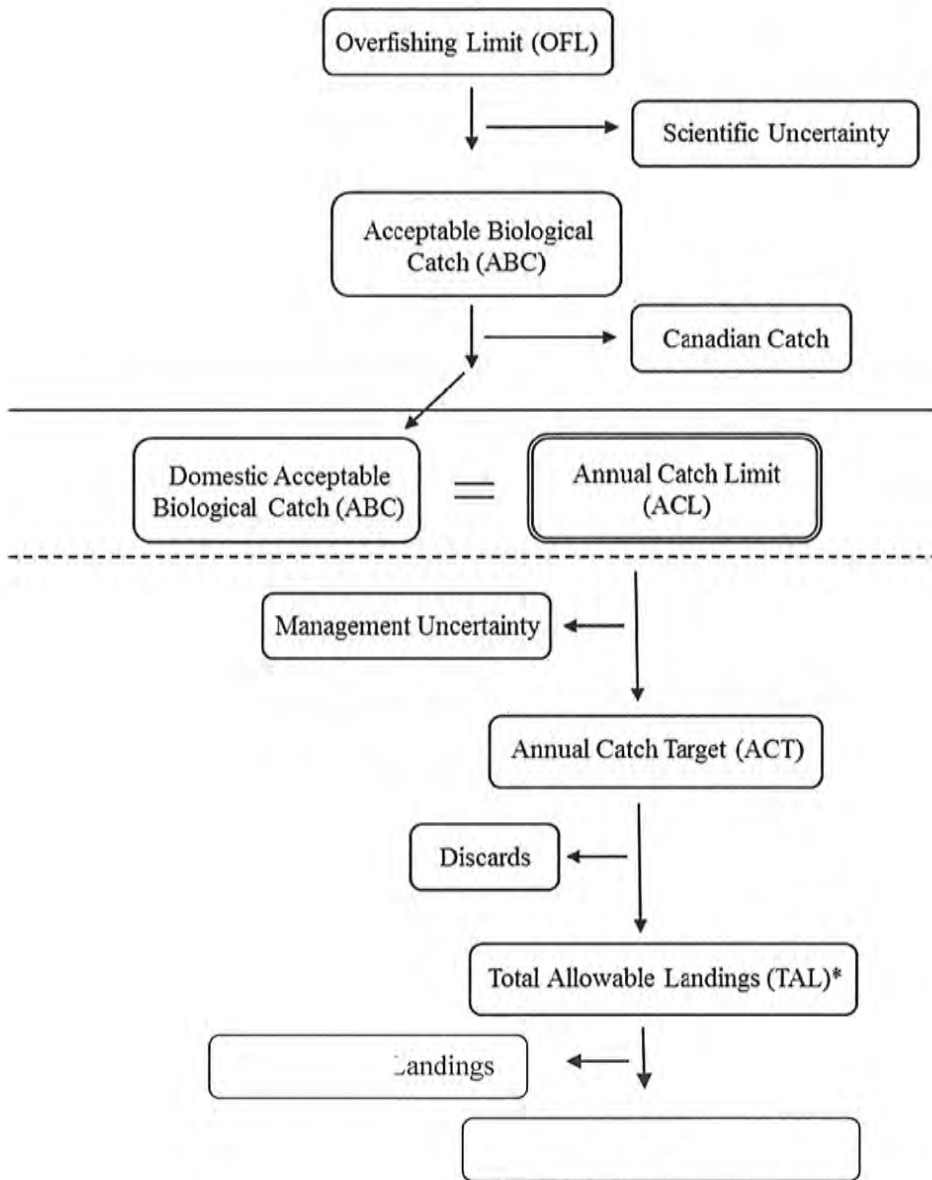 Overfishing Limit (OFL)
Scientific Uncertainty
Acceptable Biological
Catch (ABC)
Canadian Catch
Domestic Acceptable
Biological Catch (ABC)
Annual Catch Limit
(ACL)
Management Uncertainty
Annual Catch Target (ACT)
Discards
Total Allowable Landings (TAL)*